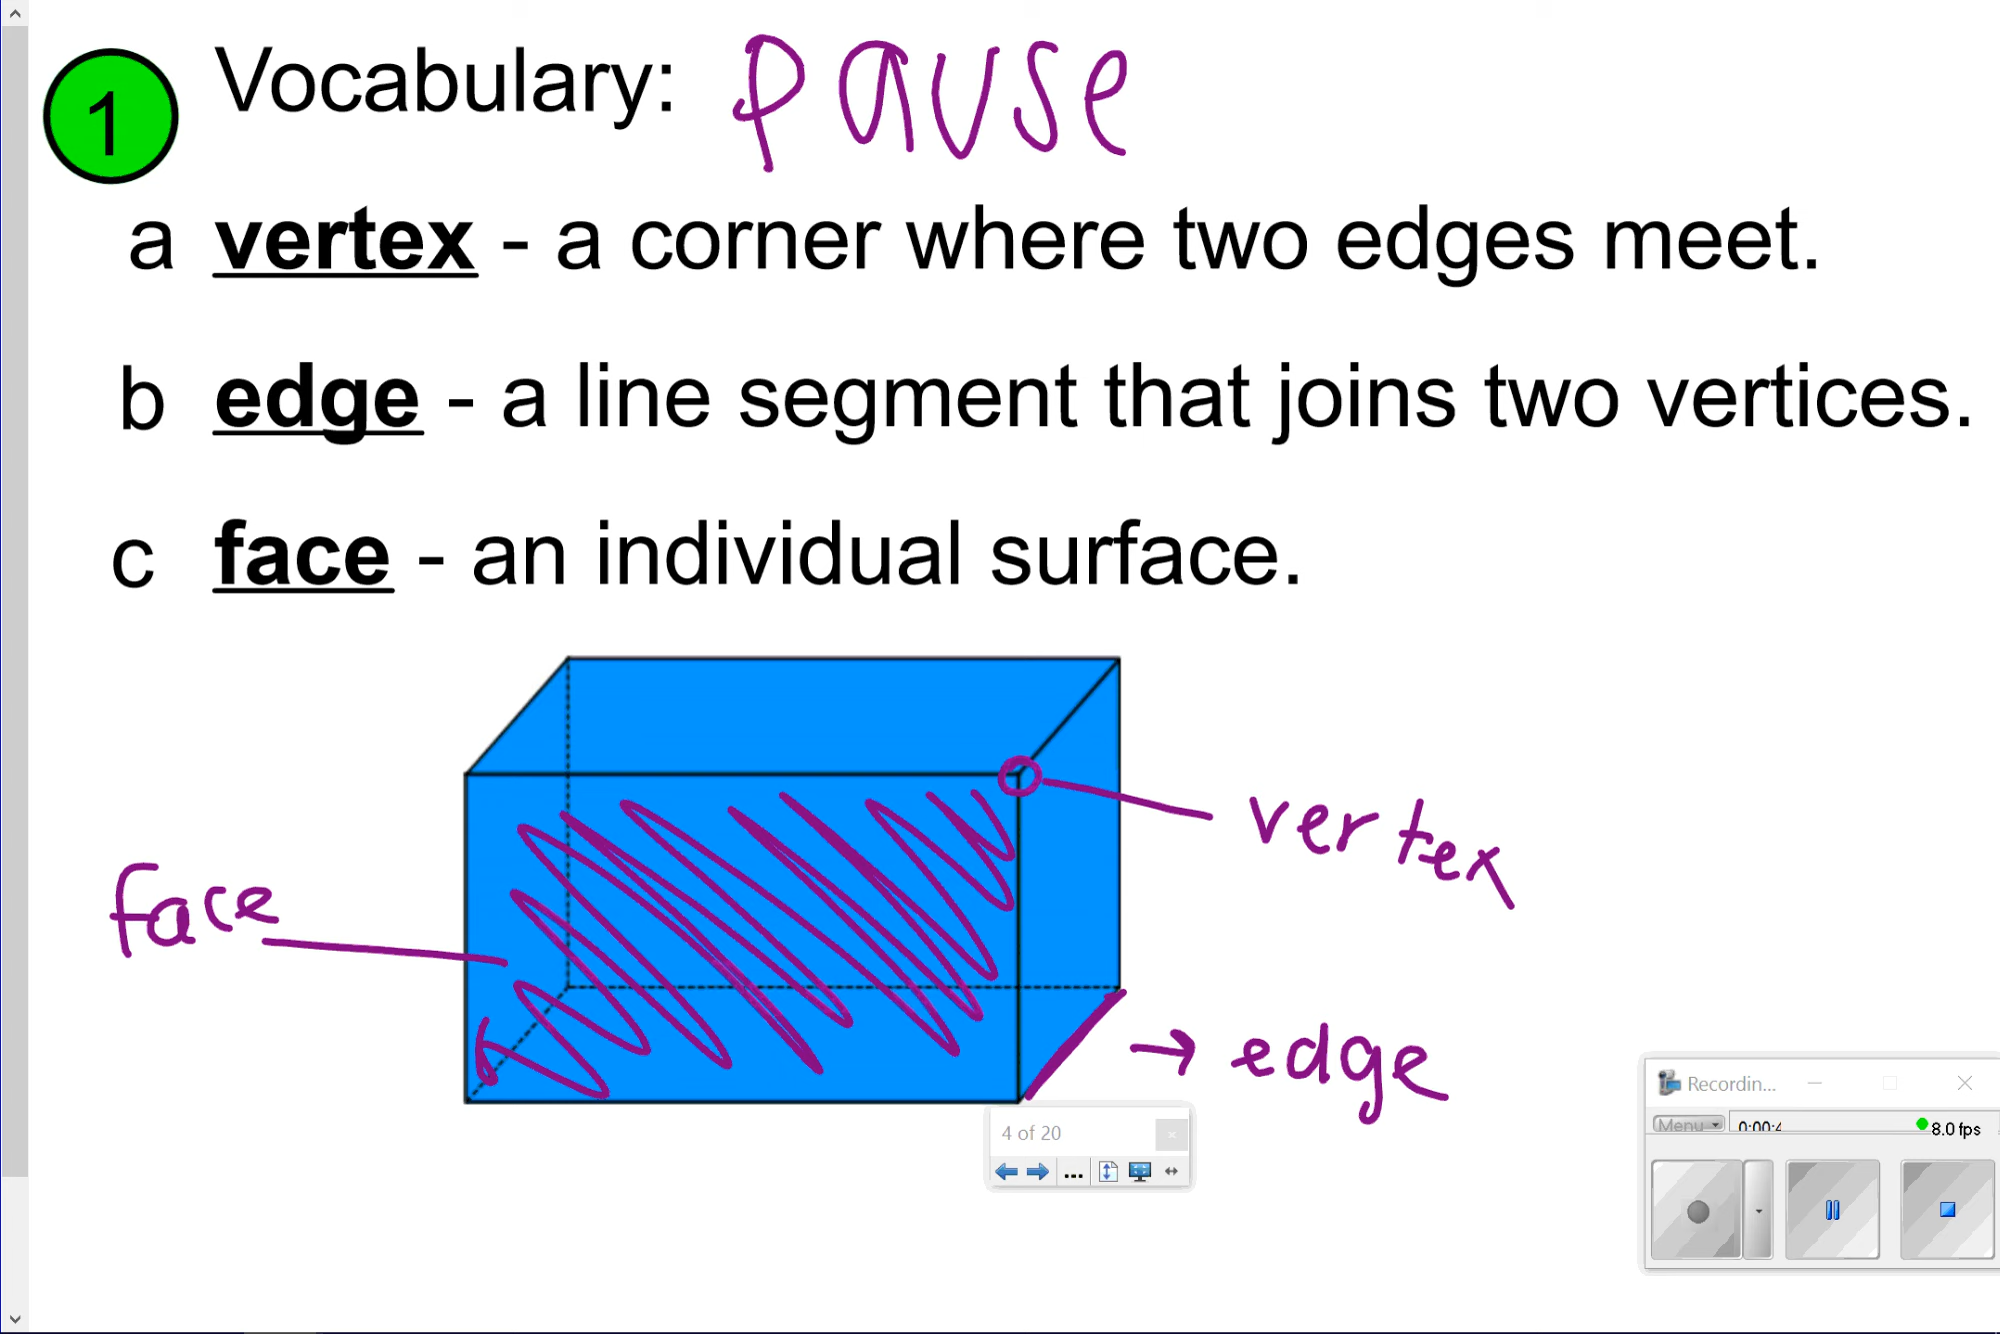 1 Vocabulary: pause
a vertex - a corner where two edges meet.
b edge - a line segment that joins two vertices.
c face - an individual surface.
vertex
face
edge
4 of 20
...
Recordin...
Menu
8.0 fps